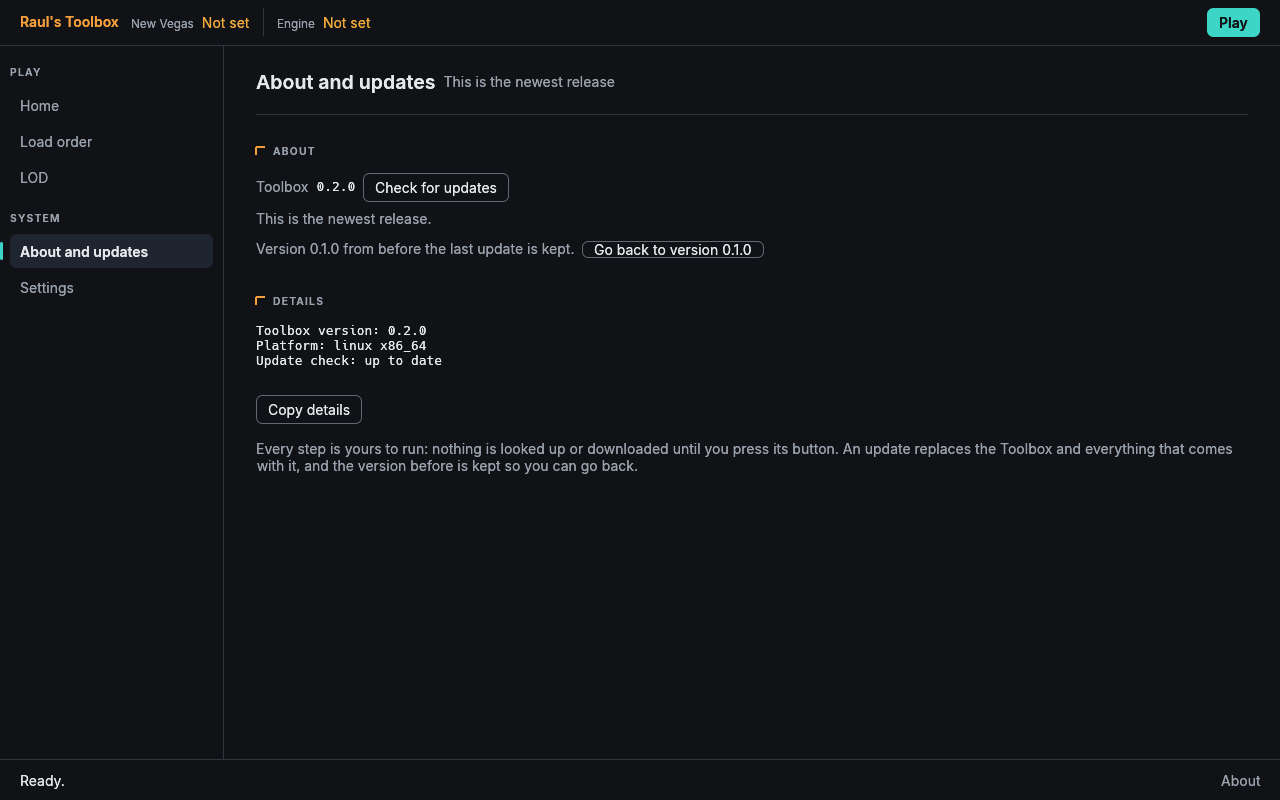 Raul's Toolbox New Vegas Not set Engine Not set Play
PLAY
Home
Load order
LOD
SYSTEM
About and updates
Settings
About and updates This is the newest release
ABOUT
Toolbox 0.2.0 Check for updates
This is the newest release.
Version 0.1.0 from before the last update is kept. Go back to version 0.1.0
DETAILS
Toolbox version: 0.2.0
Platform: linux x86_64
Update check: up to date
Copy details
Every step is yours to run: nothing is looked up or downloaded until you press its button. An update replaces the Toolbox and everything that comes
with it, and the version before is kept so you can go back.
Ready. About